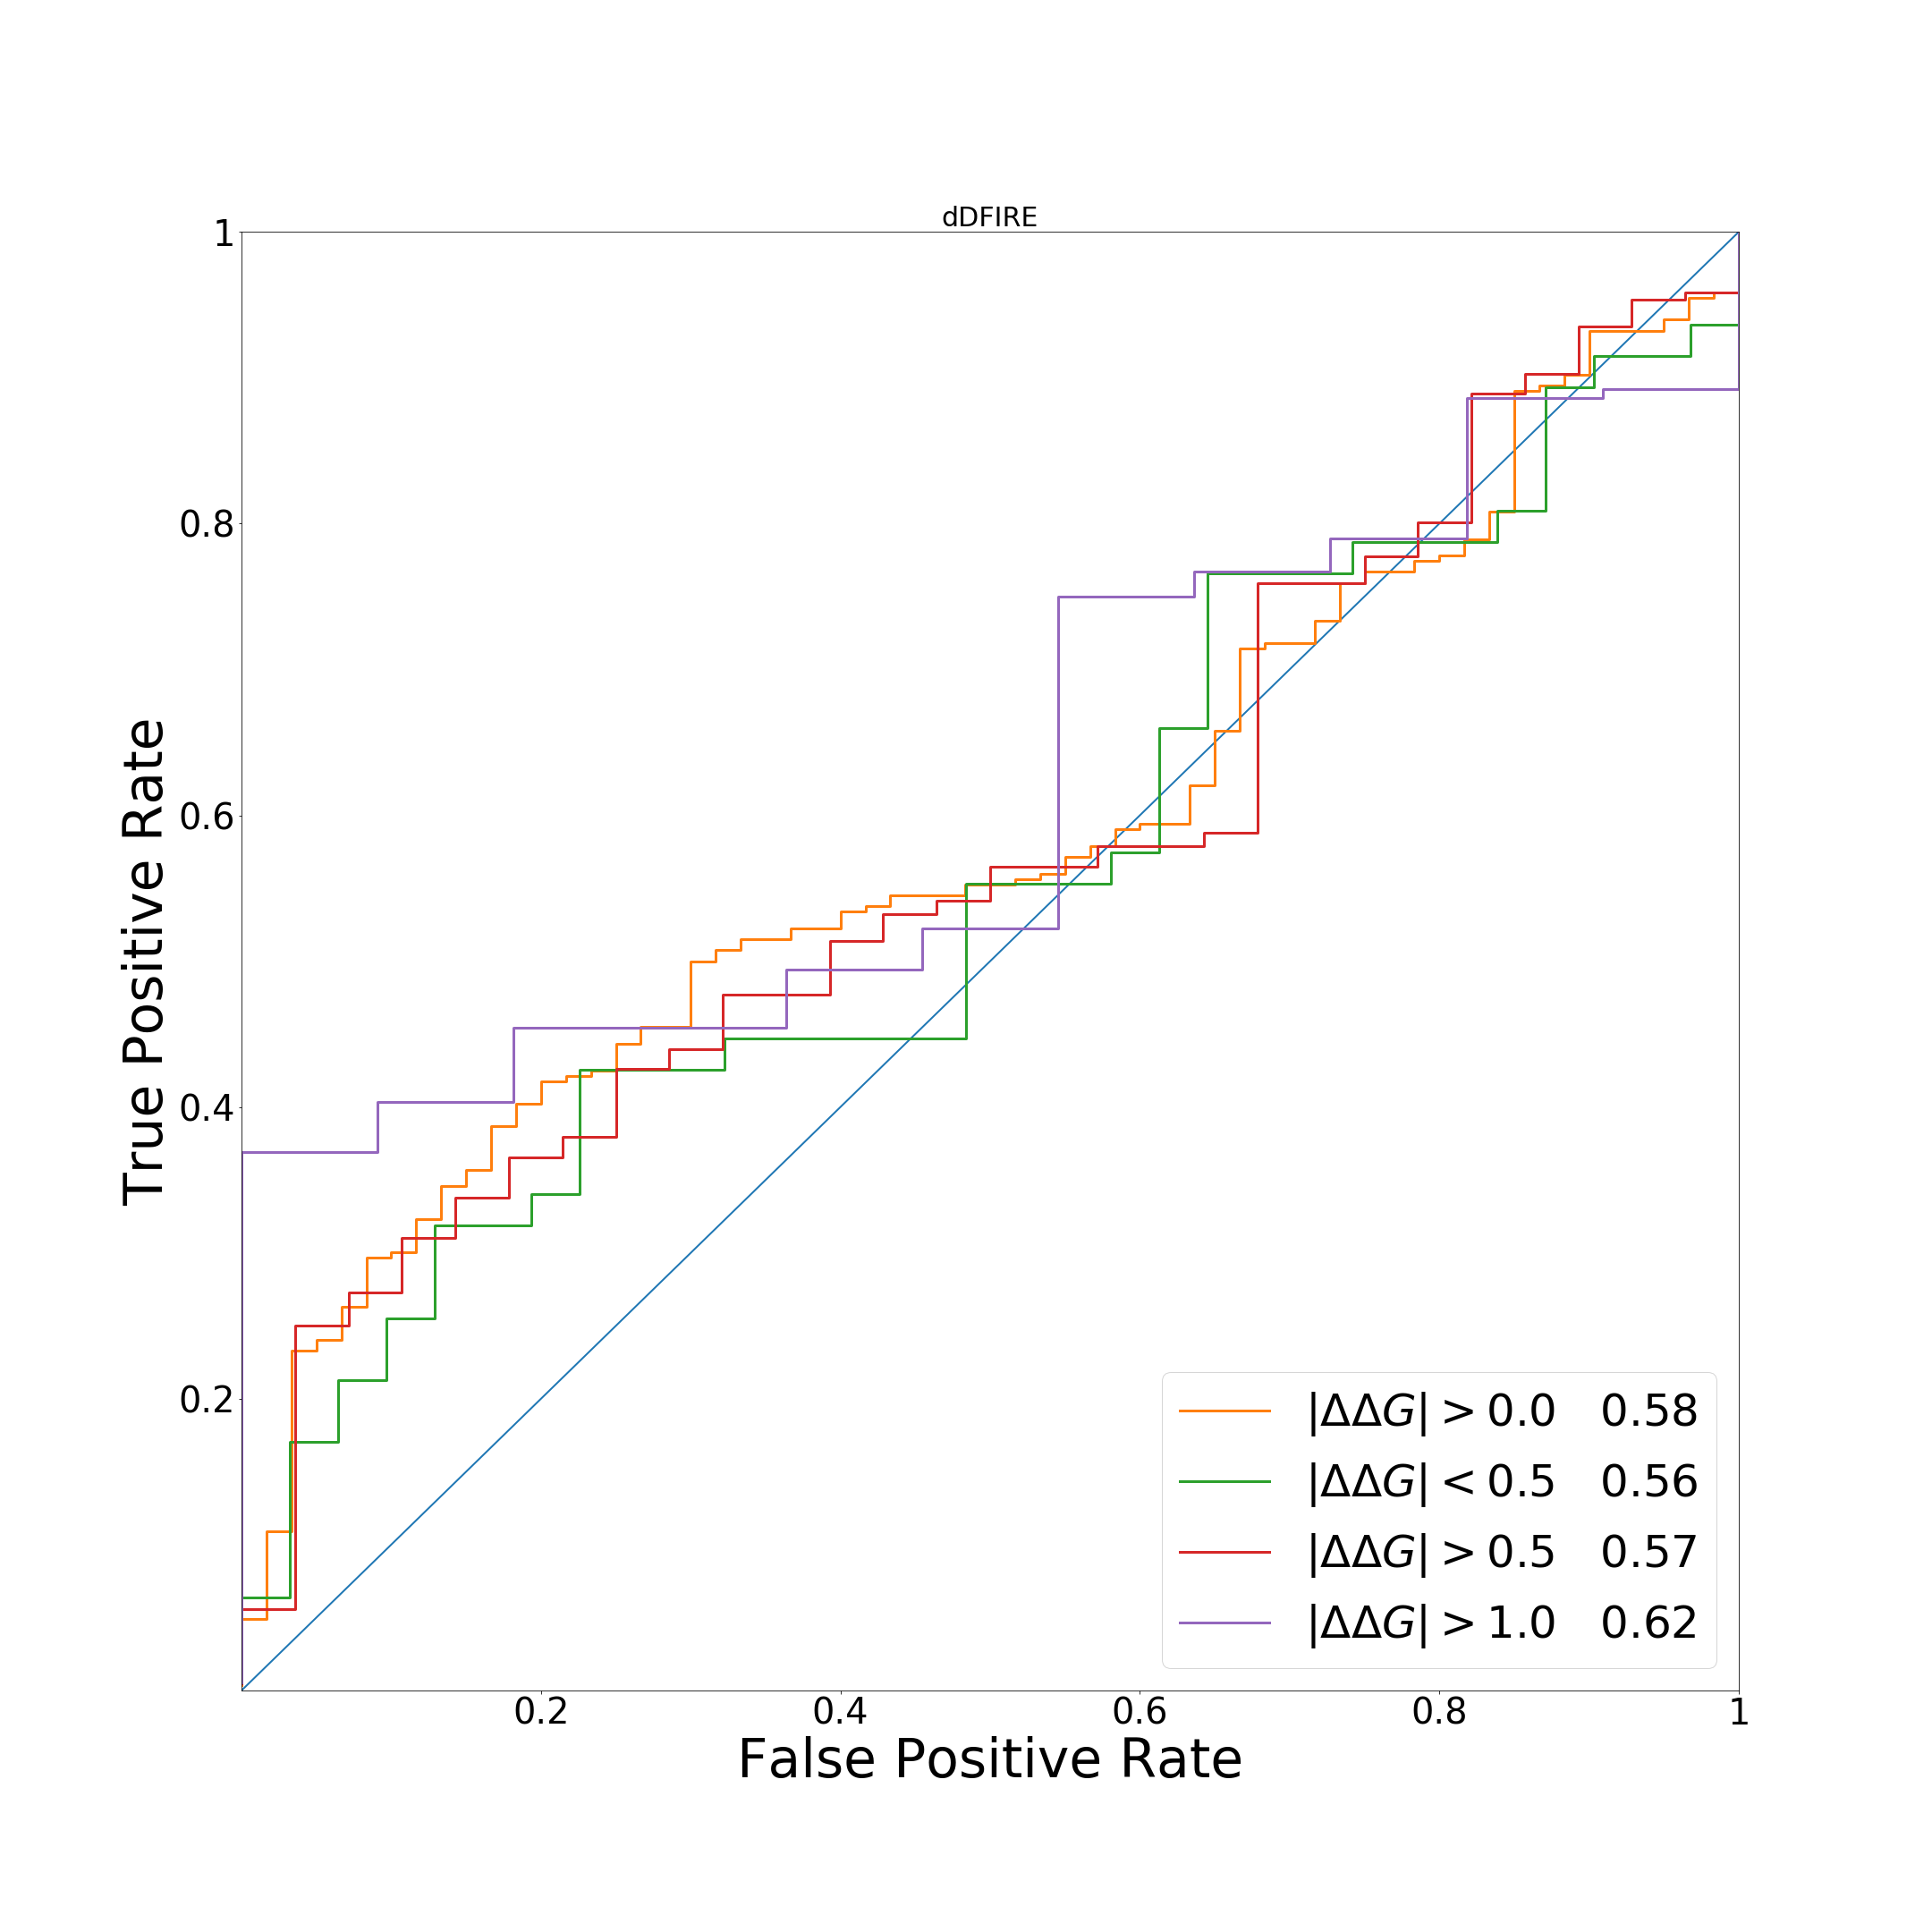 dDFIRE
1
0.8
0.6
0.4
0.2
True Positive Rate
|ΔΔG| > 0.0 0.58
|ΔΔG| < 0.5 0.56
|ΔΔG| > 0.5 0.57
|ΔΔG| > 1.0 0.62
0.2 0.4 0.6 0.8 1
False Positive Rate